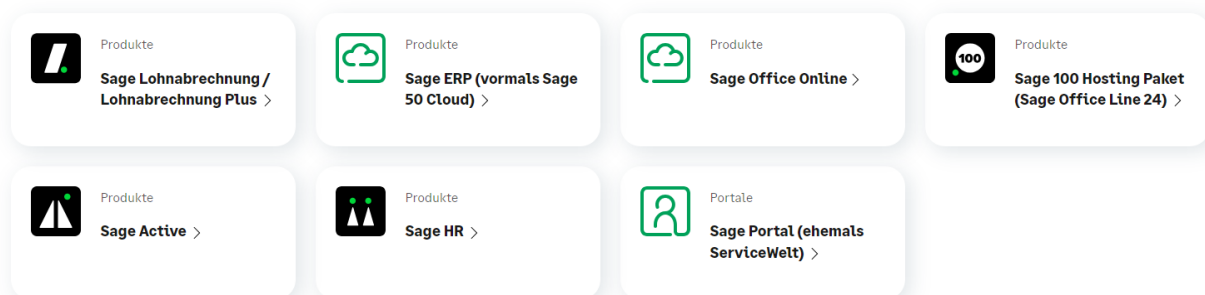 Produkte
Sage Lohnabrechnung /
Lohnabrechnung Plus
Produkte
Sage ERP (vormals Sage
50 Cloud)
Produkte
Sage Office Online
100
Produkte
Sage 100 Hosting Paket
(Sage Office Line 24)
Produkte
Sage Active
Produkte
Sage HR
Portale
Sage Portal (ehemals
ServiceWelt)